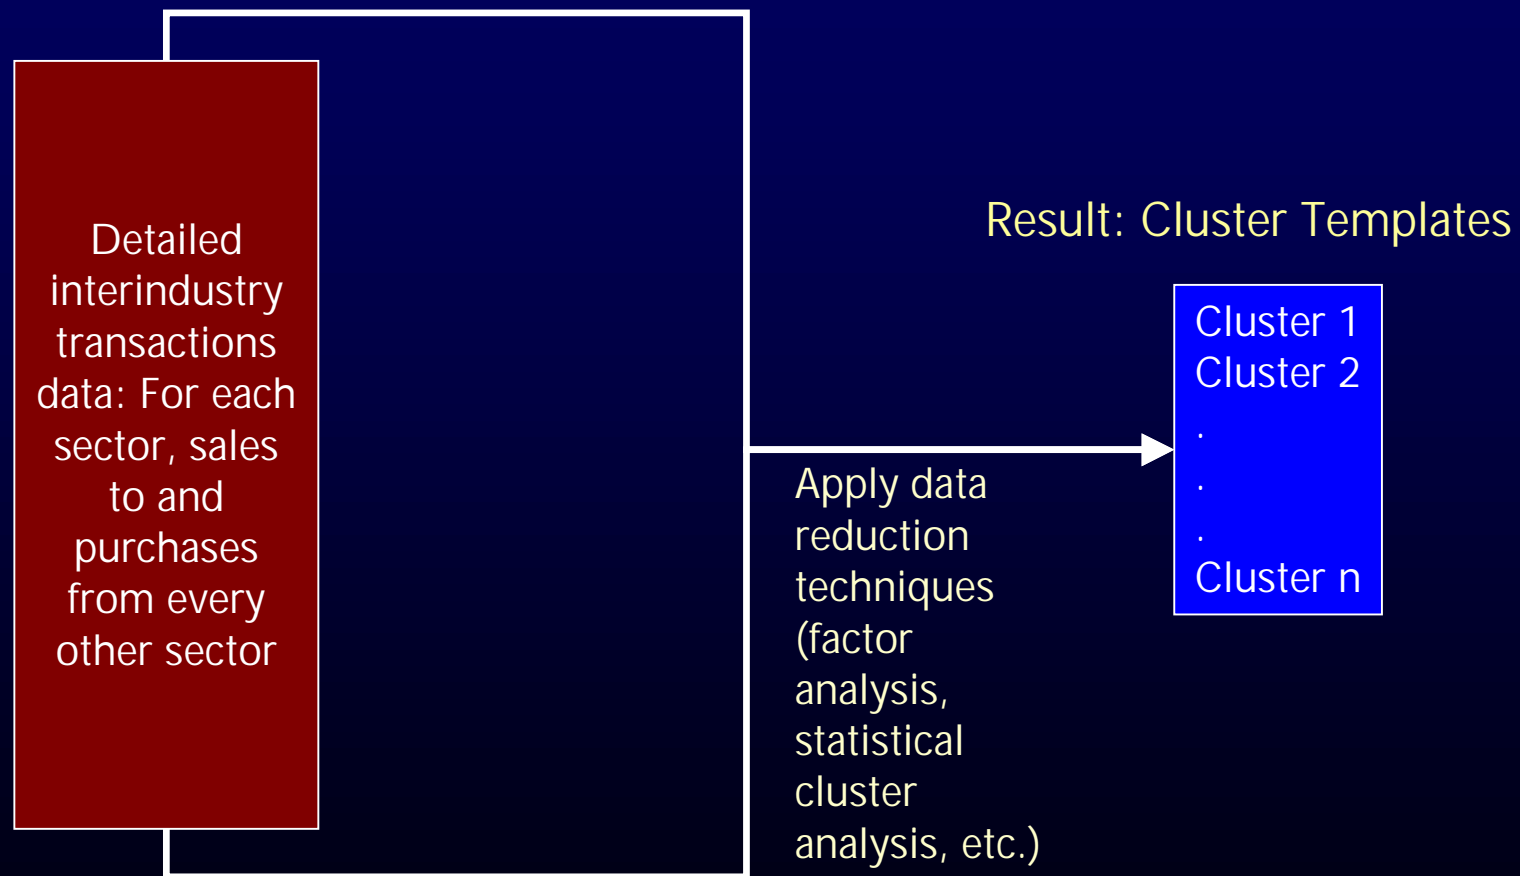 Detailed
interindustry
transactions
data: For each
sector, sales
to and
purchases
from every
other sector
Apply data
reduction
techniques
(factor
analysis,
statistical
cluster
analysis, etc.)
Result: Cluster Templates
Cluster 1
Cluster 2
.
.
.
Cluster n